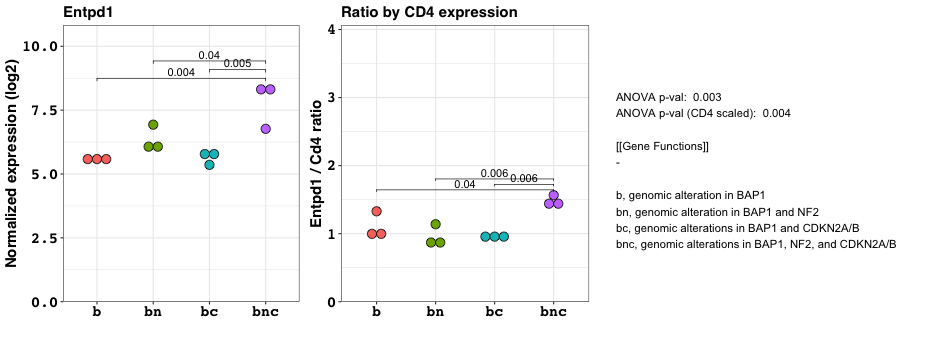 Entpd1
Normalized expression (log2)
10.0
7.5
5.0
2.5
0.0
0.04
0.005
0.004
b
bn
bc
bnc
Ratio by CD4 expression
Entpd1 / Cd4 ratio
4
3
2
1
0
0.006
0.006
0.04
b
bn
bc
bnc
ANOVA p-val:  0.003
ANOVA p-val (CD4 scaled):  0.004
[[Gene Functions]]
-
b, genomic alteration in BAP1
bn, genomic alteration in BAP1 and NF2
bc, genomic alterations in BAP1 and CDKN2A/B
bnc, genomic alterations in BAP1, NF2, and CDKN2A/B